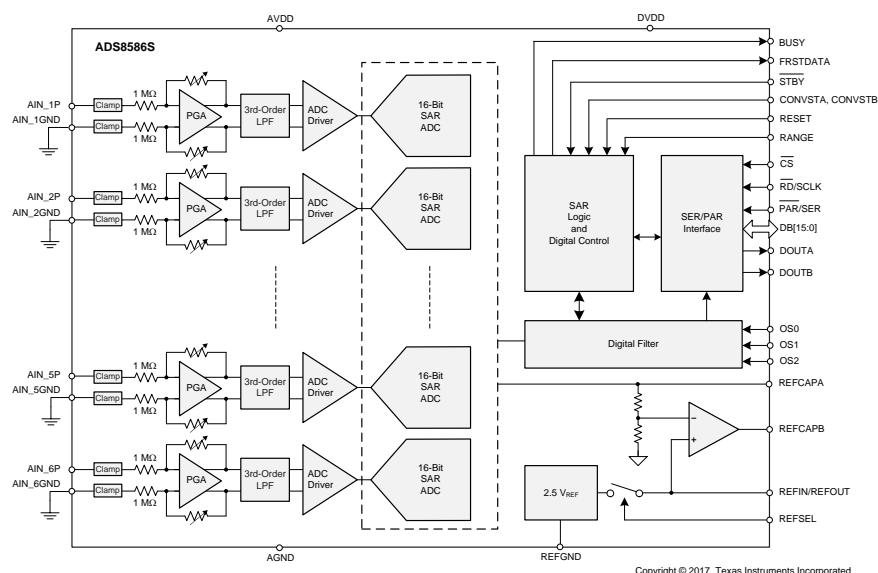 AVDD
DVDD
ADS8586S
BUSY
FRSTDATA
STBY
CONVSTA, CONVSTB
RESET
RANGE
CS
RD/SCLK
PAR/SER
DB[15:0]
DOUTA
DOUTB
OS0
OS1
OS2
REFCAPA
REFCAPB
REFIN/REFOUT
REFSEL
AIN_1P
AIN_1GND
Clamp
Clamp
1 MΩ
1 MΩ
PGA
3rd-Order
LPF
ADC
Driver
16-Bit
SAR
ADC
AIN_2P
AIN_2GND
Clamp
Clamp
1 MΩ
1 MΩ
PGA
3rd-Order
LPF
ADC
Driver
16-Bit
SAR
ADC
AIN_5P
AIN_5GND
Clamp
Clamp
1 MΩ
1 MΩ
PGA
3rd-Order
LPF
ADC
Driver
16-Bit
SAR
ADC
AIN_6P
AIN_6GND
Clamp
Clamp
1 MΩ
1 MΩ
PGA
3rd-Order
LPF
ADC
Driver
16-Bit
SAR
ADC
SAR
Logic
and
Digital Control
SER/PAR
Interface
Digital Filter
2.5 VREF
AGND
REFGND
Copyright © 2017, Texas Instruments Incorporated